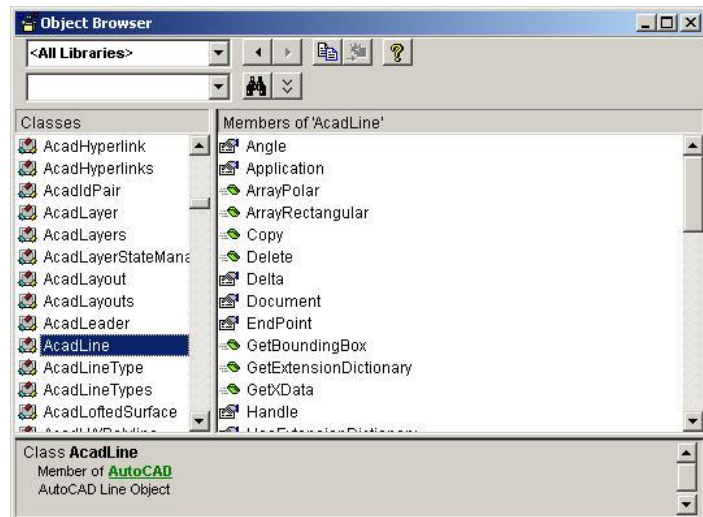 Object Browser
<All Libraries>
Classes
Members of 'AcadLine'
AcadHyperlink
AcadHyperlinks
AcadIdPair
AcadLayer
AcadLayers
AcadLayerStateMana
AcadLayout
AcadLayouts
AcadLeader
AcadLine
AcadLineType
AcadLineTypes
AcadLoftedSurface
Angle
Application
ArrayPolar
ArrayRectangular
Copy
Delete
Delta
Document
EndPoint
GetBoundingBox
GetExtensionDictionary
GetXData
Handle
Class AcadLine
Member of AutoCAD
AutoCAD Line Object